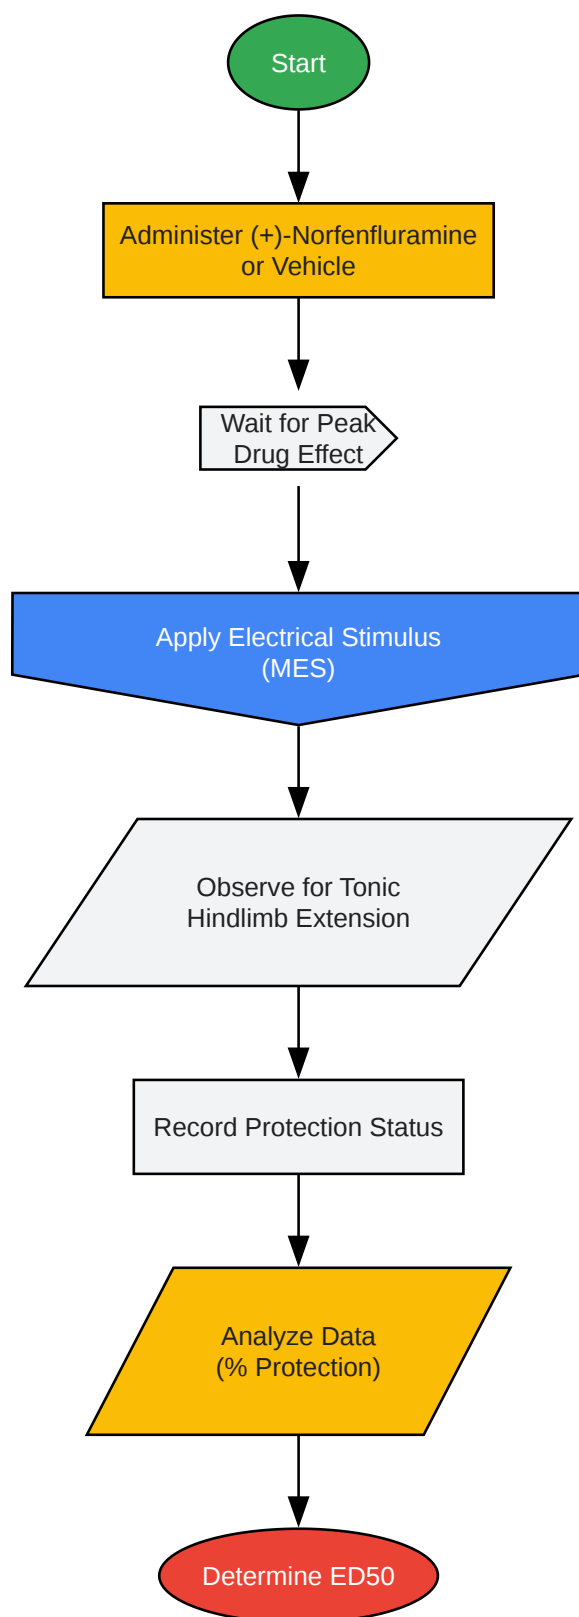 Start
Administer (+)-Norfenfluramine
or Vehicle
Wait for Peak
Drug Effect
Apply Electrical Stimulus
(MES)
Observe for Tonic
Hindlimb Extension
Record Protection Status
Analyze Data
(% Protection)
Determine ED50